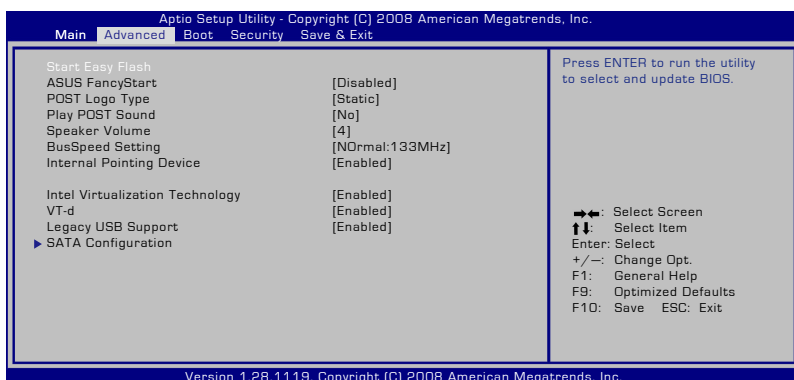 Aptio Setup Utility - Copyright (C) 2008 American Megatrends, Inc.
Main Advanced Boot Security Save & Exit
Start Easy Flash
ASUS FancyStart [Disabled]
POST Logo Type [Static]
Play POST Sound [No]
Speaker Volume [4]
BusSpeed Setting [NOrmal:133MHz]
Internal Pointing Device [Enabled]
Intel Virtualization Technology [Enabled]
VT-d [Enabled]
Legacy USB Support [Enabled]
SATA Configuration
Press ENTER to run the utility
to select and update BIOS.
→←: Select Screen
↑↓: Select Item
Enter: Select
+/—: Change Opt.
F1: General Help
F9: Optimized Defaults
F10: Save ESC: Exit
Version 1.28.1119. Copyright (C) 2008 American Megatrends, Inc.